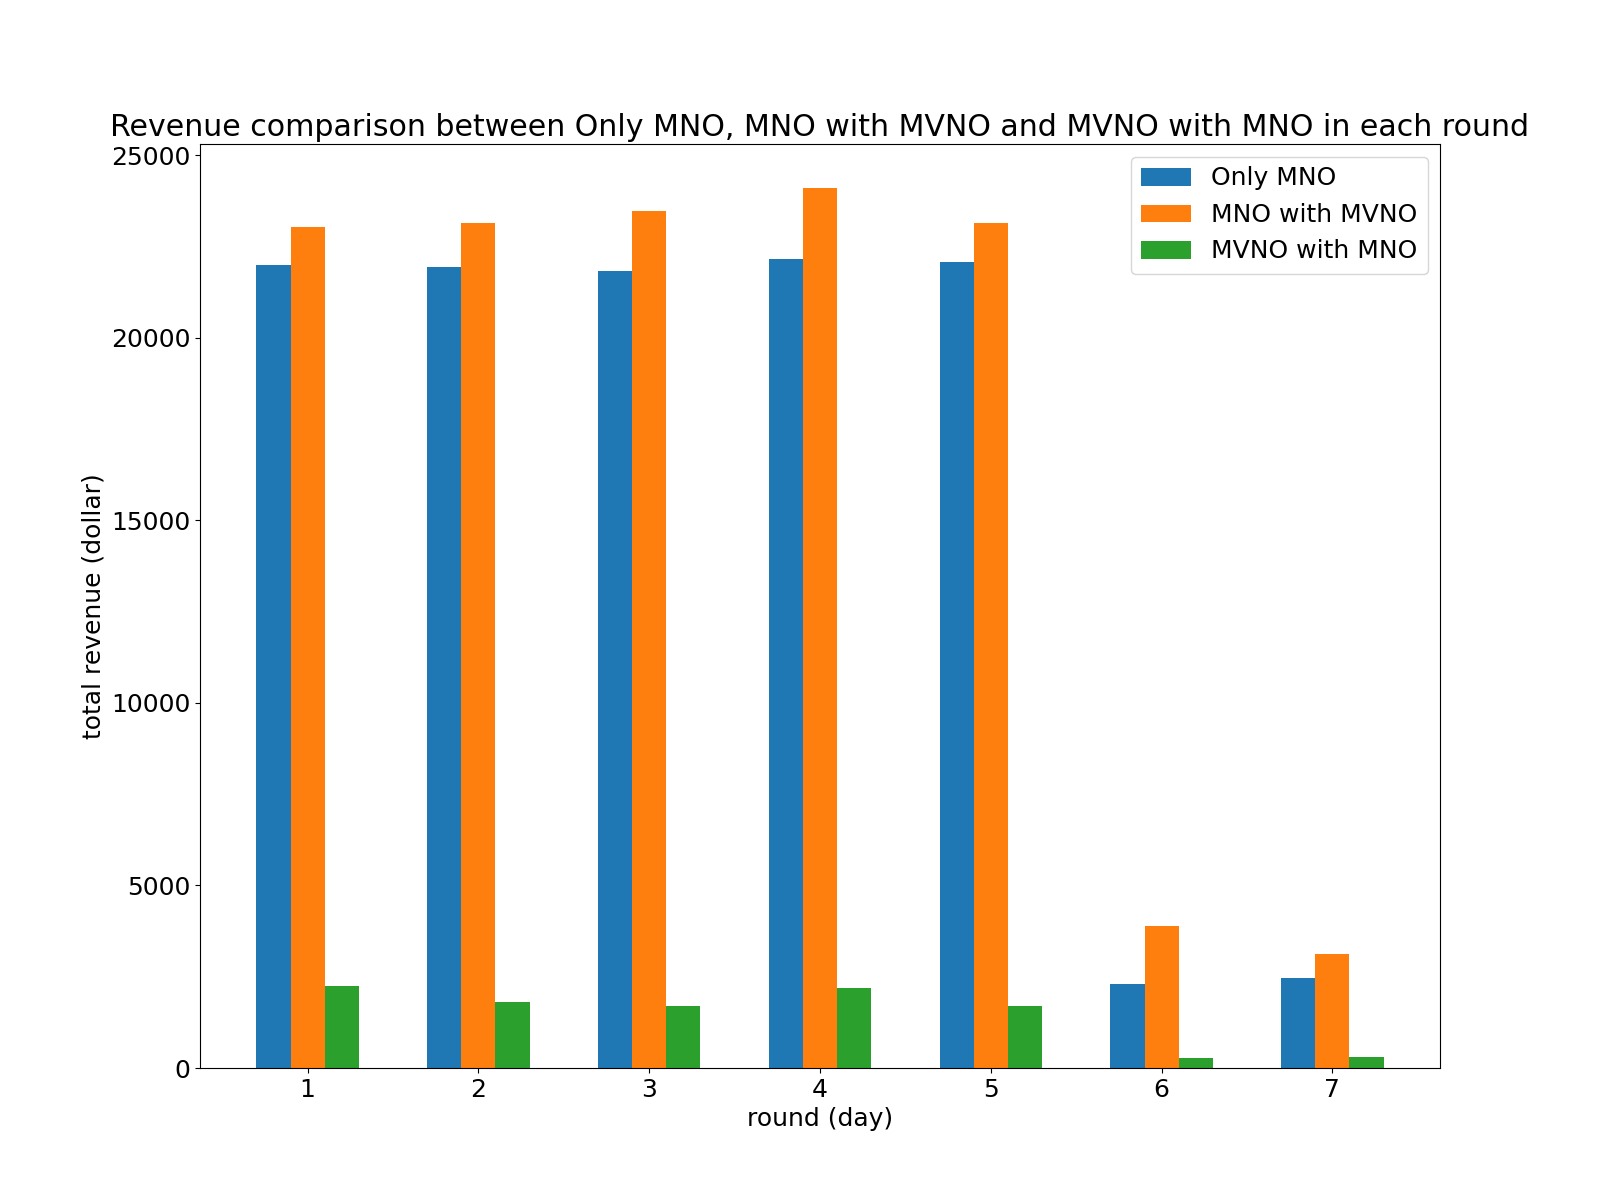 Revenue comparison between Only MNO, MNO with MVNO and MVNO with MNO in each round
25000
20000
15000
10000
5000
0
total revenue (dollar)
Only MNO
MNO with MVNO
MVNO with MNO
1 2 3 4 5 6 7
round (day)